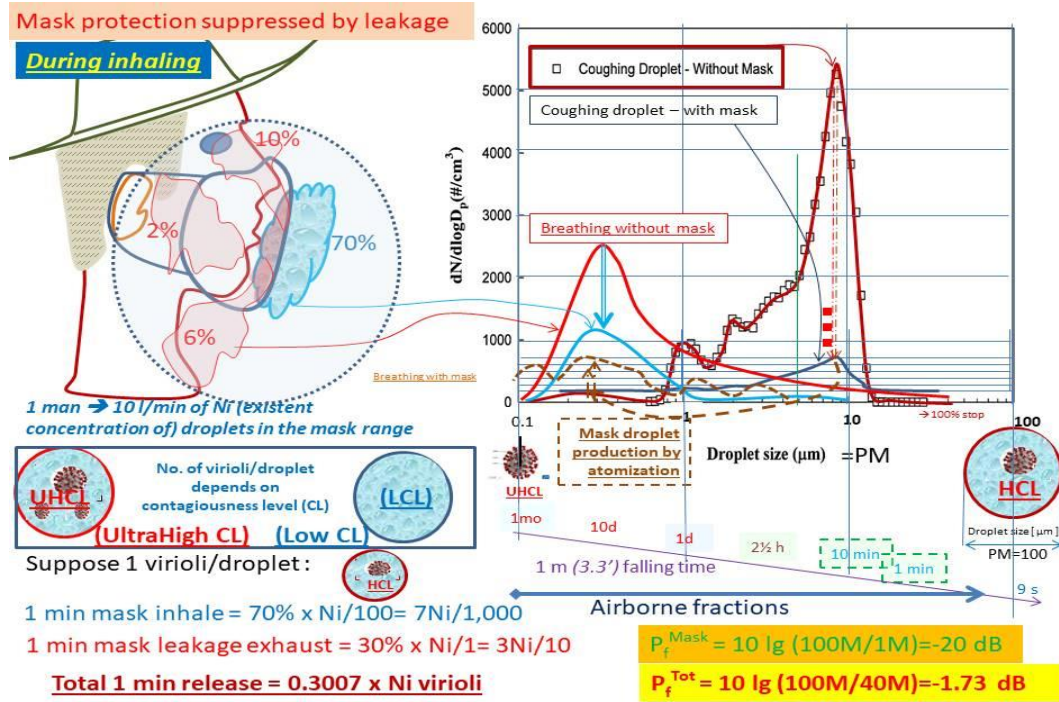 Mask protection suppressed by leakage
During inhaling
10%
2%
70%
6%
Breathing with mask
1 man → 10 l/min of Ni (existent
concentration of) droplets in the mask range
UHCL
No. of virioli/droplet
depends on
contagiousness level (CL)
(LCL)
(UltraHigh CL)
(Low CL)
Suppose 1 virioli/droplet :
HCL
1 min mask inhale = 70% x Ni/100= 7Ni/1,000
1 min mask leakage exhaust = 30% x Ni/1= 3Ni/10
Total 1 min release = 0.3007 x Ni virioli
6000
5000
4000
3000
2000
1000
0
dN/dlogDp(#/cm3)
Coughing Droplet - Without Mask
Coughing droplet – with mask
Breathing without mask
→ 100% stop
0.1
1
10
100
Mask droplet
production by
atomization
Droplet size (μm) =PM
UHCL
HCL
Droplet size [ μm ]
PM=100
1mo
10d
1d
2½ h
10 min
1 min
9 s
1 m (3.3') falling time
Airborne fractions
PfMask = 10 lg (100M/1M)=-20 dB
PfTot = 10 lg (100M/40M)=-1.73 dB